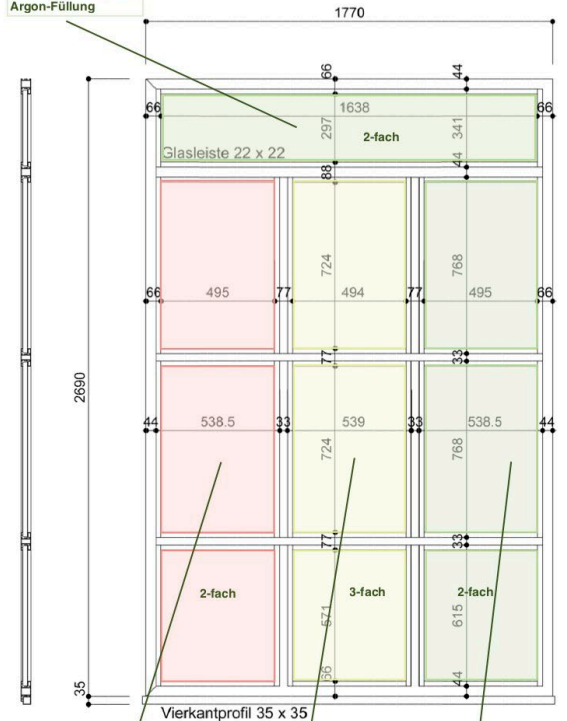 Argon-Füllung
1770
66 44
66 1638 66
297 2-fach 341
Glasleiste 22 x 22
88 44
724 768
66 495 77 494 77 495 66
77 33
2690
44 538.5 33 539 33 538.5 44
724 768
77 33
2-fach 3-fach 2-fach
571 615
66 44
35
Vierkantprofil 35 x 35